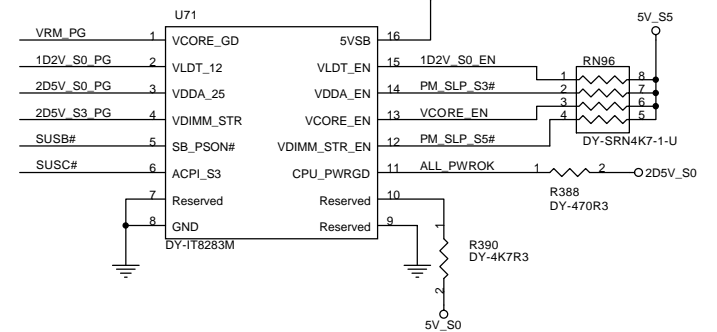 U71
5V_S5
VRM_PG 1 VCORE_GD 5VSB 16
1D2V_S0_PG 2 VLDT_12 VLDT_EN 15 1D2V_S0_EN
RN96
1 8
2D5V_S0_PG 3 VDDA_25 VDDA_EN 14 PM_SLP_S3# 2 7
2D5V_S3_PG 4 VDIMM_STR VCORE_EN 13 VCORE_EN 3 6
4 5
SUSB# 5 SB_PSON# VDIMM_STR_EN 12 PM_SLP_S5#
DY-SRN4K7-1-U
SUSC# 6 ACPI_S3 CPU_PWRGD 11 ALL_PWROK 1 2 2D5V_S0
R388
DY-470R3
7 Reserved Reserved 10
8 GND Reserved 9
DY-IT8283M
1
R390
DY-4K7R3
2
5V_S0